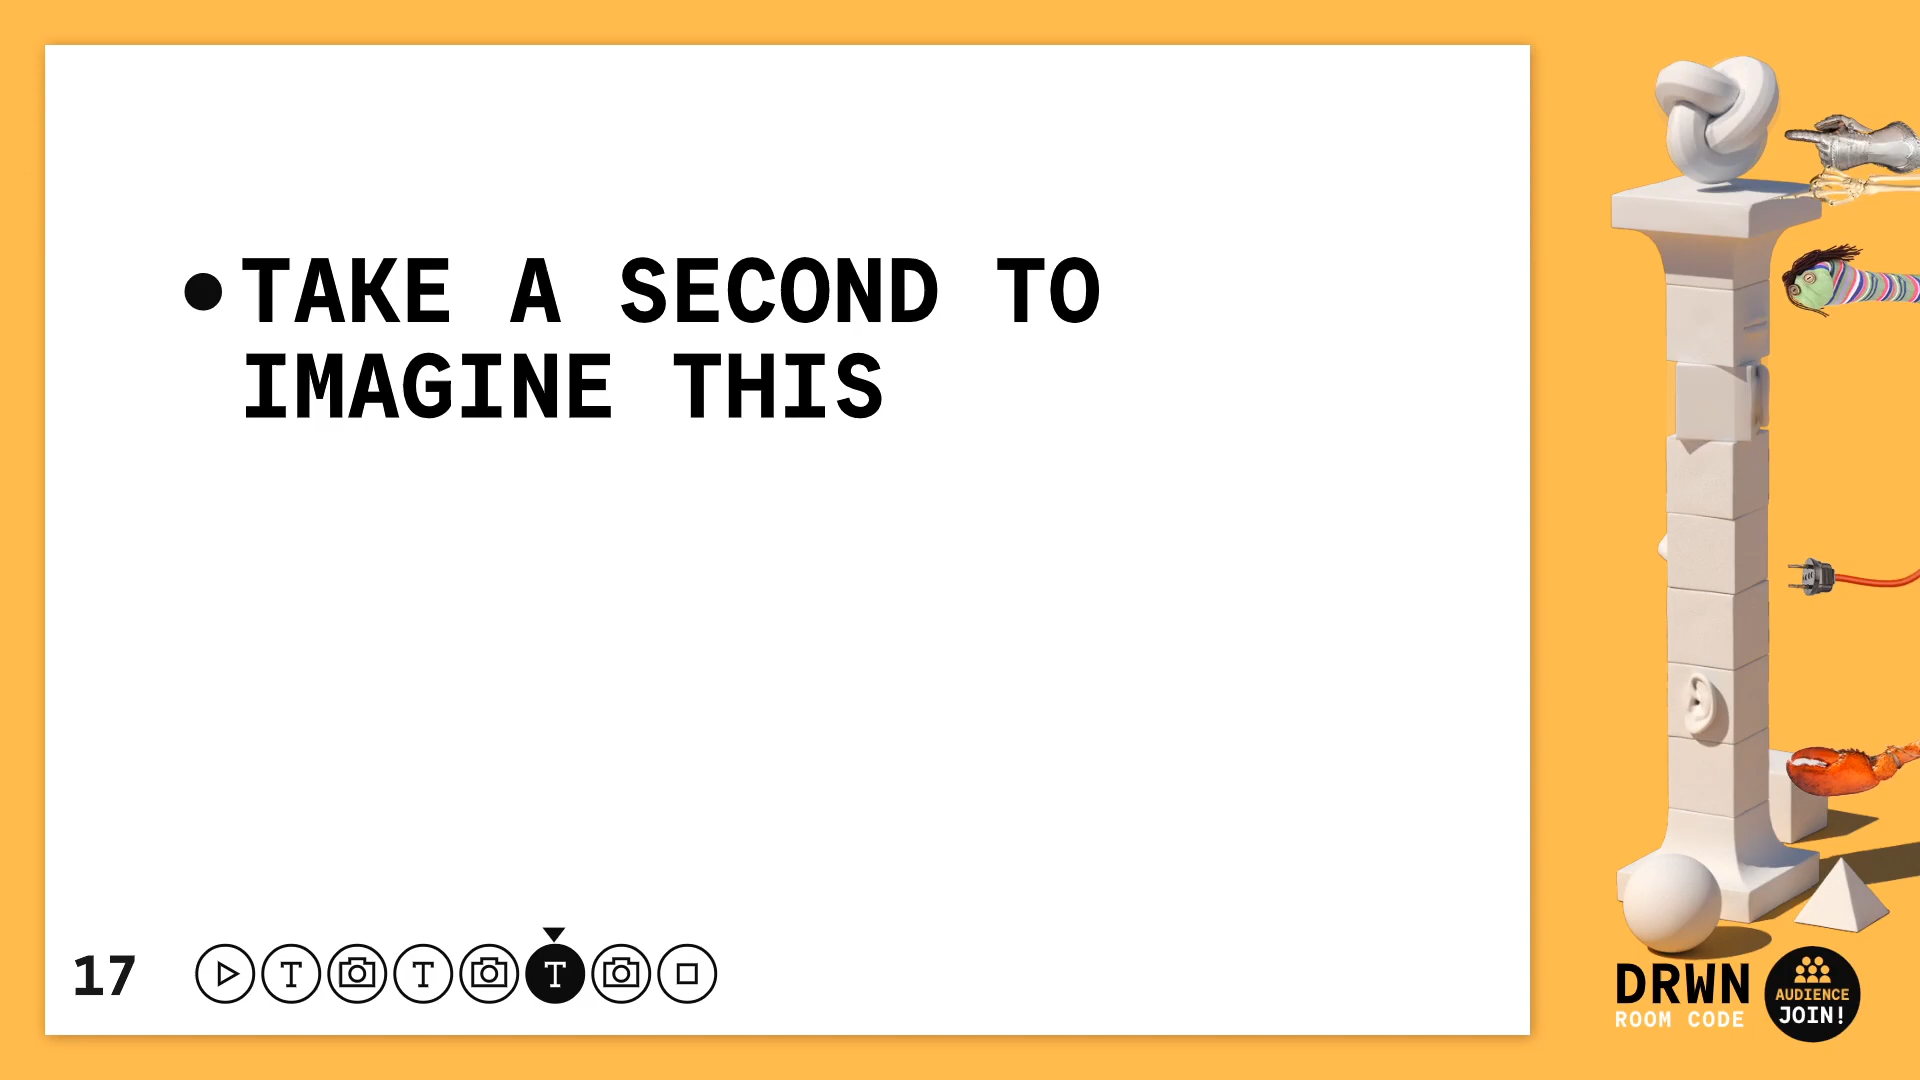 ● TAKE A SECOND TO
IMAGINE THIS
17
T
T
T
DRWN
ROOM CODE
AUDIENCE
JOIN!